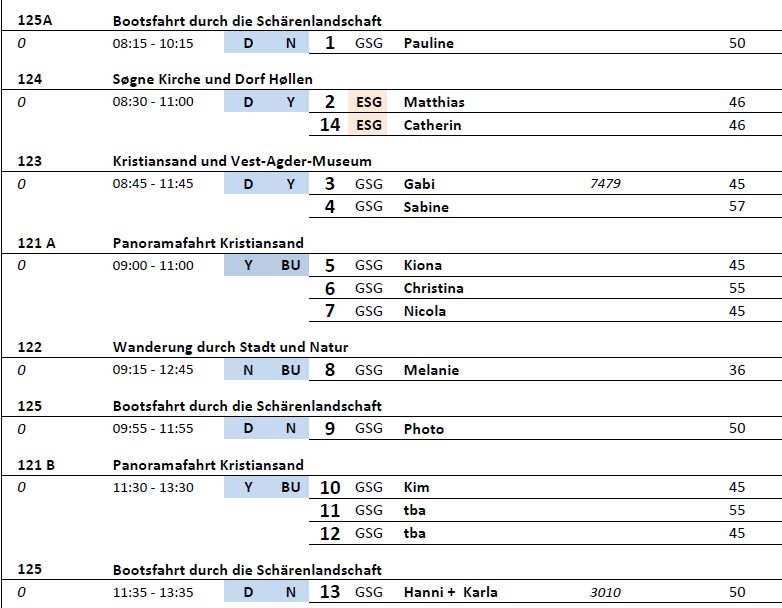 125A Bootsfahrt durch die Schärenlandschaft
0 08:15 - 10:15 D N 1 GSG Pauline 50
124 Søgne Kirche und Dorf Høllen
0 08:30 - 11:00 D Y 2 ESG Matthias 46
14 ESG Catherin 46
123 Kristiansand und Vest-Agder-Museum
0 08:45 - 11:45 D Y 3 GSG Gabi 7479 45
4 GSG Sabine 57
121 A Panoramafahrt Kristiansand
0 09:00 - 11:00 Y BU 5 GSG Kiona 45
6 GSG Christina 55
7 GSG Nicola 45
122 Wanderung durch Stadt und Natur
0 09:15 - 12:45 N BU 8 GSG Melanie 36
125 Bootsfahrt durch die Schärenlandschaft
0 09:55 - 11:55 D N 9 GSG Photo 50
121 B Panoramafahrt Kristiansand
0 11:30 - 13:30 Y BU 10 GSG Kim 45
11 GSG tba 55
12 GSG tba 45
125 Bootsfahrt durch die Schärenlandschaft
0 11:35 - 13:35 D N 13 GSG Hanni + Karla 3010 50